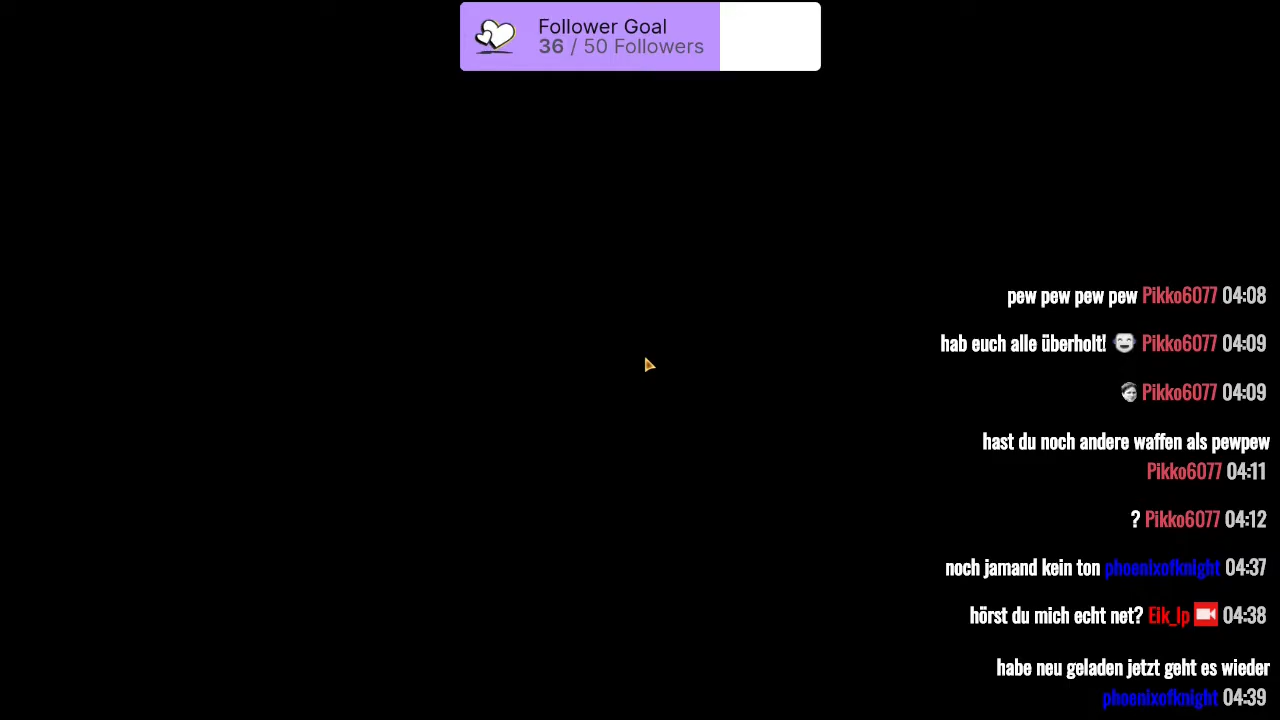 Follower Goal
36 / 50 Followers
pew pew pew pew Pikko6077 04:08
hab euch alle überholt! Pikko6077 04:09
Pikko6077 04:09
hast du noch andere waffen als pewpew
Pikko6077 04:11
? Pikko6077 04:12
noch jamand kein ton phoenixofknight 04:37
hörst du mich echt net? Eik_lp 04:38
habe neu geladen jetzt geht es wieder
phoenixofknight 04:39